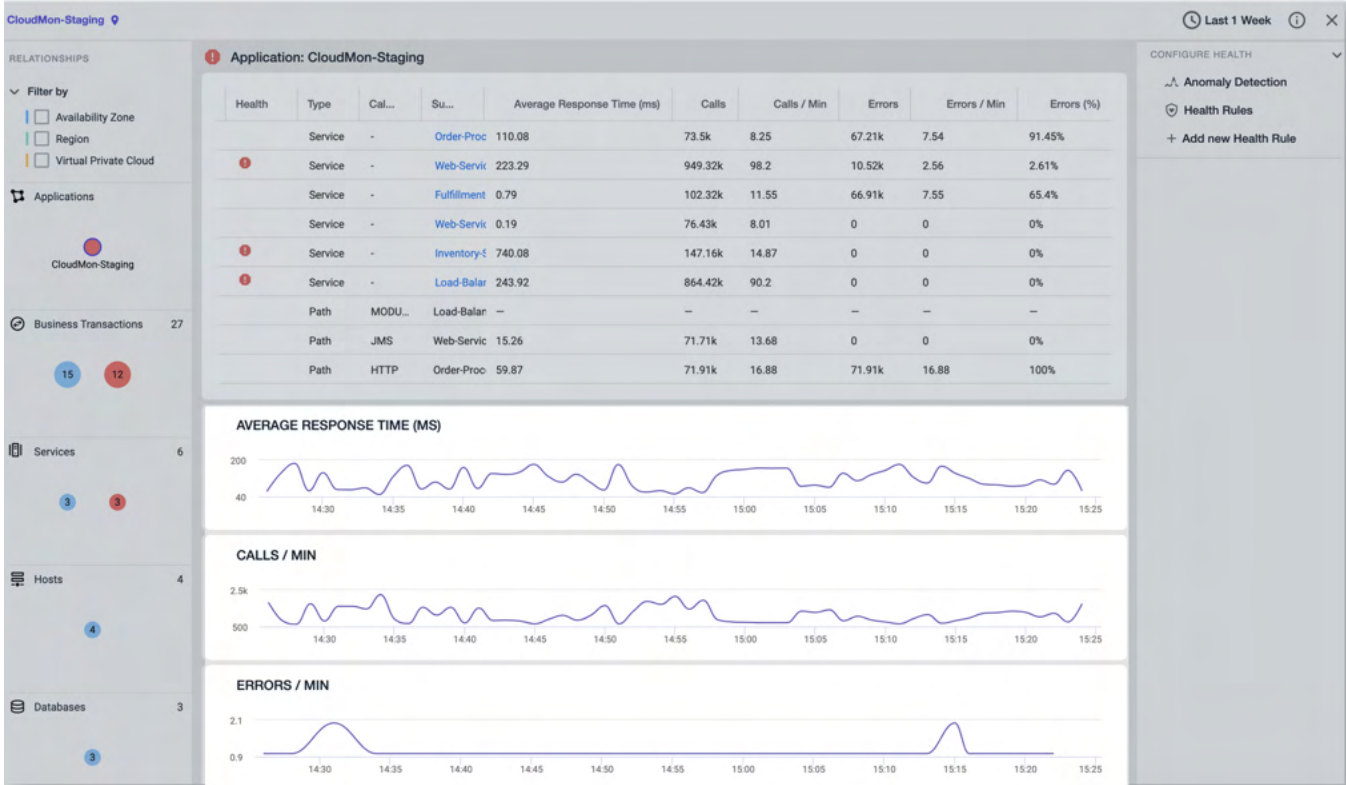 CloudMon-Staging
Last 1 Week
RELATIONSHIPS
Filter by
Availability Zone
Region
Virtual Private Cloud
Applications
CloudMon-Staging
Business Transactions 27
15 12
Services 6
3 3
Hosts 4
4
Databases 3
3
Application: CloudMon-Staging
Health Type Cal... Su... Average Response Time (ms) Calls Calls / Min Errors Errors / Min Errors (%)
Service - Order-Proc 110.08 73.5k 8.25 67.21k 7.54 91.45%
Service - Web-Servic 223.29 949.32k 98.2 10.52k 2.56 2.61%
Service - Fulfillment 0.79 102.32k 11.55 66.91k 7.55 65.4%
Service - Web-Servic 0.19 76.43k 8.01 0 0 0%
Service - Inventory-S 740.08 147.16k 14.87 0 0 0%
Service - Load-Balar 243.92 864.42k 90.2 0 0 0%
Path MODU... Load-Balar – – – – – –
Path JMS Web-Servic 15.26 71.71k 13.68 0 0 0%
Path HTTP Order-Proc 59.87 71.91k 16.88 71.91k 16.88 100%
AVERAGE RESPONSE TIME (MS)
200
40
14:30 14:35 14:40 14:45 14:50 14:55 15:00 15:05 15:10 15:15 15:20 15:25
CALLS / MIN
2.5k
500
14:30 14:35 14:40 14:45 14:50 14:55 15:00 15:05 15:10 15:15 15:20 15:25
ERRORS / MIN
2.1
0.9
14:30 14:35 14:40 14:45 14:50 14:55 15:00 15:05 15:10 15:15 15:20 15:25
CONFIGURE HEALTH
Anomaly Detection
Health Rules
+ Add new Health Rule